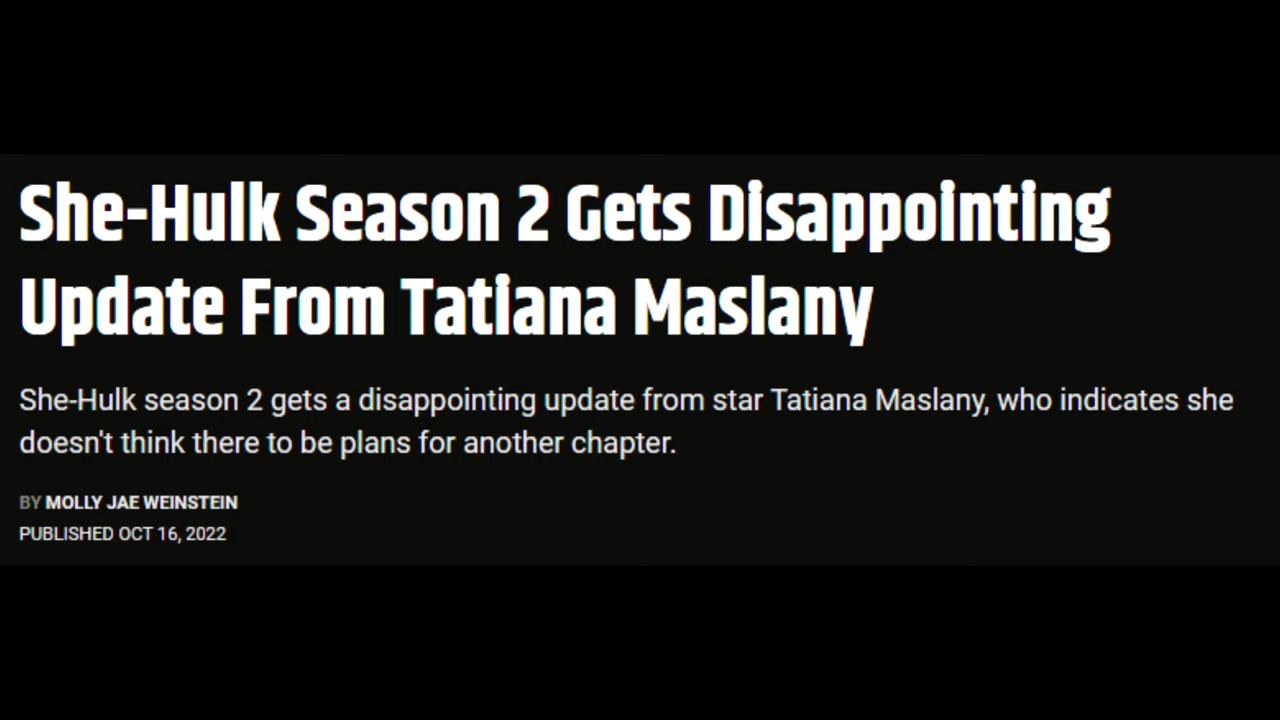 She-Hulk Season 2 Gets Disappointing
Update From Tatiana Maslany
She-Hulk season 2 gets a disappointing update from star Tatiana Maslany, who indicates she
doesn't think there to be plans for another chapter.
BY MOLLY JAE WEINSTEIN
PUBLISHED OCT 16, 2022